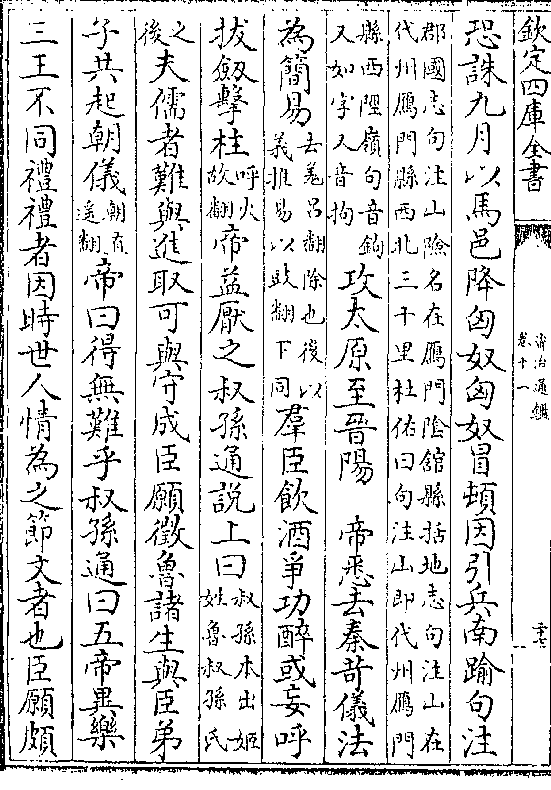 欽定四庫全書
資治通鑑
卷十一
恐誅九月以馬邑降匈奴匈奴冒頓因引兵南踰句注
郡國志句注山險名在鴈門陰舘縣括地志句注山在
代州鴈門縣西北三十里杜佑曰句注山即代州鴈門
縣西陘嶺句音鉤
又如字又音拘
攻太原至晉陽 帝悉去秦苛儀法
為簡易
去羗吕翻除也後以
義推易以䜴翻下同
羣臣飲酒爭功醉或妄呼
拔劔擊柱
呼火
故翻
帝益厭之叔孫通説上曰
叔孫本出姬
姓魯叔孫氏
之
後
夫儒者難與進取可與守成臣願徵魯諸生與臣弟
子共起朝儀
朝直
遥翻
帝曰得無難乎叔孫通曰五帝異樂
三王不同禮禮者因時世人情為之節文者也臣願頗